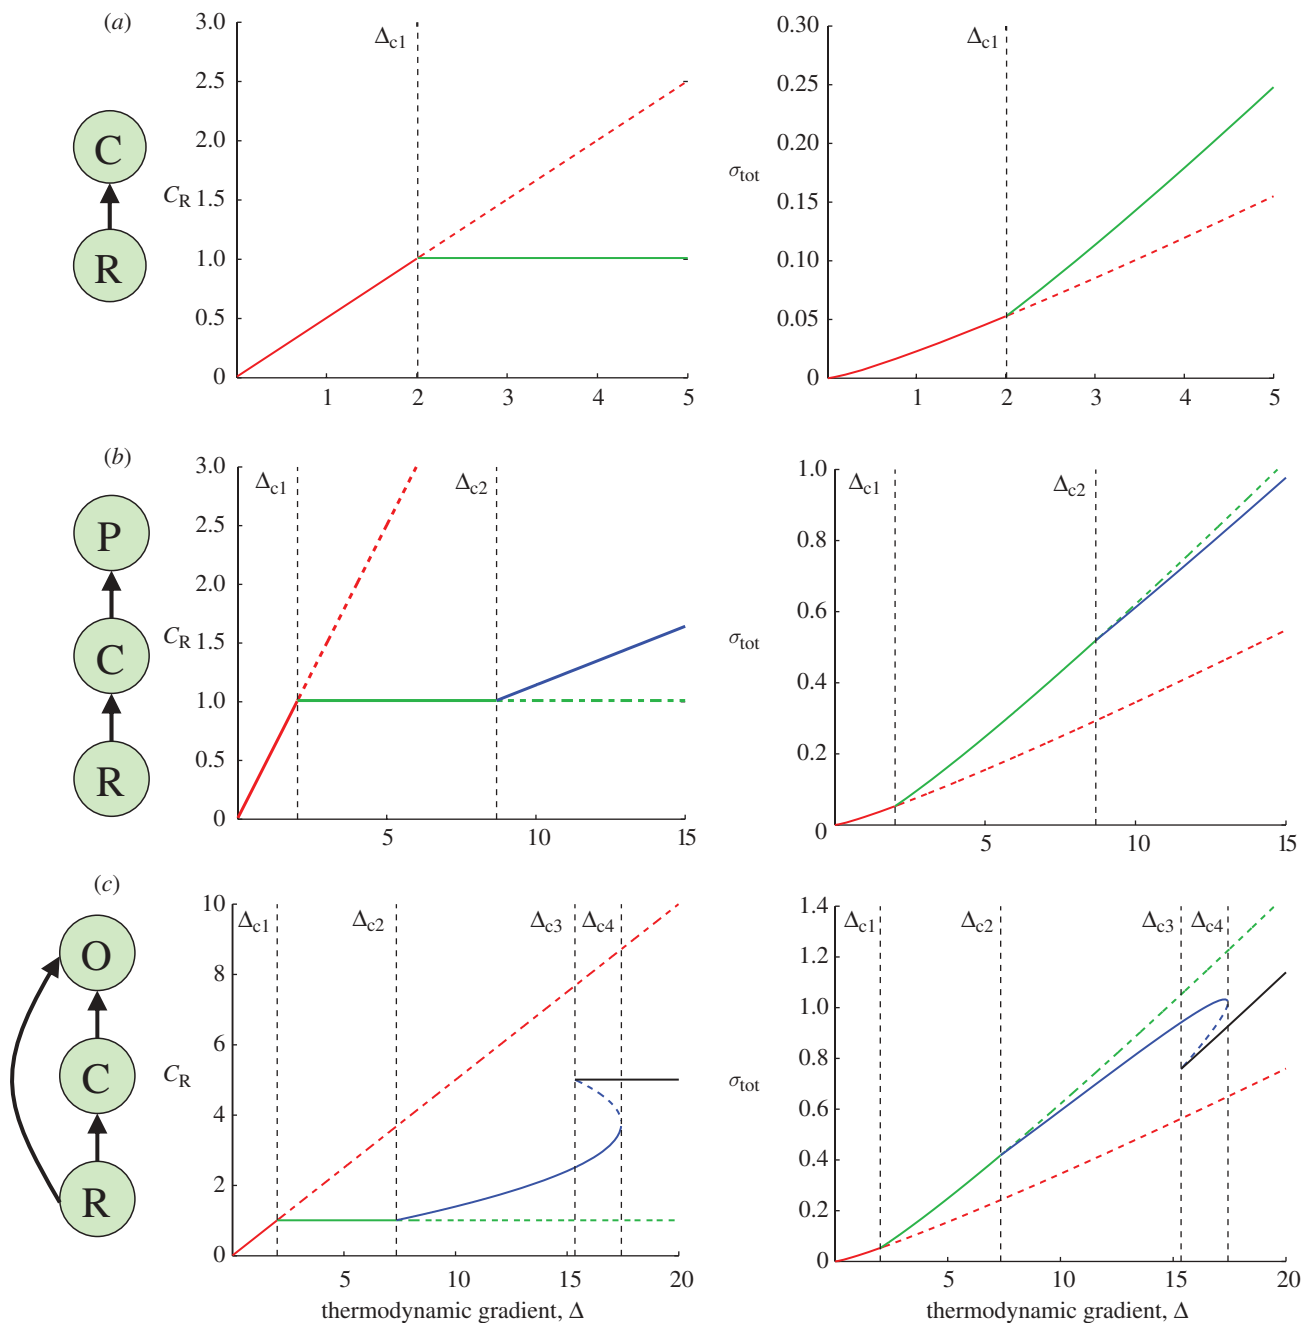 (a)
C
R
C_R
3.0
2.5
2.0
1.5
1.0
0.5
0
Δc1
1 2 3 4 5
σtot
0.30
0.25
0.20
0.15
0.10
0.05
0
Δc1
1 2 3 4 5
(b)
P
C
R
C_R
3.0
2.5
2.0
1.5
1.0
0.5
0
Δc1 Δc2
5 10 15
σtot
1.0
0.8
0.6
0.4
0.2
0
Δc1 Δc2
5 10 15
(c)
O
C
R
C_R
10
8
6
4
2
0
Δc1 Δc2 Δc3 Δc4
5 10 15 20
thermodynamic gradient, Δ
σtot
1.4
1.2
1.0
0.8
0.6
0.4
0.2
0
Δc1 Δc2 Δc3 Δc4
5 10 15 20
thermodynamic gradient, Δ